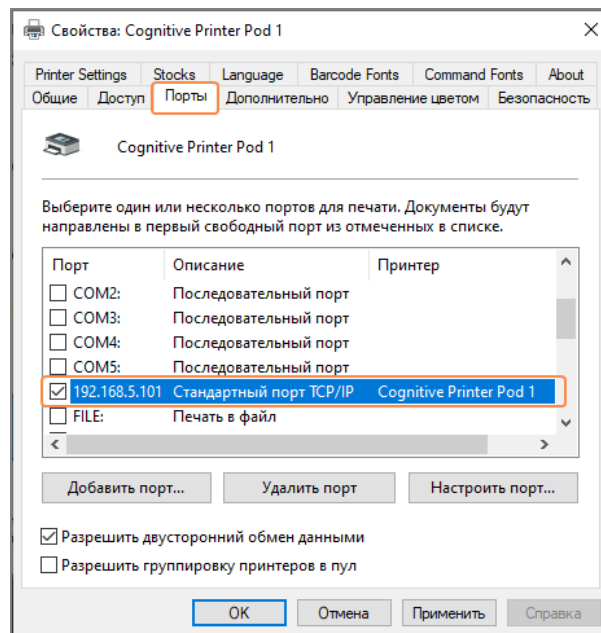 Свойства: Cognitive Printer Pod 1
Printer Settings Stocks Language Barcode Fonts Command Fonts About
Общие Доступ Порты Дополнительно Управление цветом Безопасность
Cognitive Printer Pod 1
Выберите один или несколько портов для печати. Документы будут
направлены в первый свободный порт из отмеченных в списке.
Порт Описание Принтер
COM2: Последовательный порт
COM3: Последовательный порт
COM4: Последовательный порт
COM5: Последовательный порт
192.168.5.101 Стандартный порт TCP/IP Cognitive Printer Pod 1
FILE: Печать в файл
Добавить порт... Удалить порт Настроить порт...
Разрешить двусторонний обмен данными
Разрешить группировку принтеров в пул
OK Отмена Применить Справка